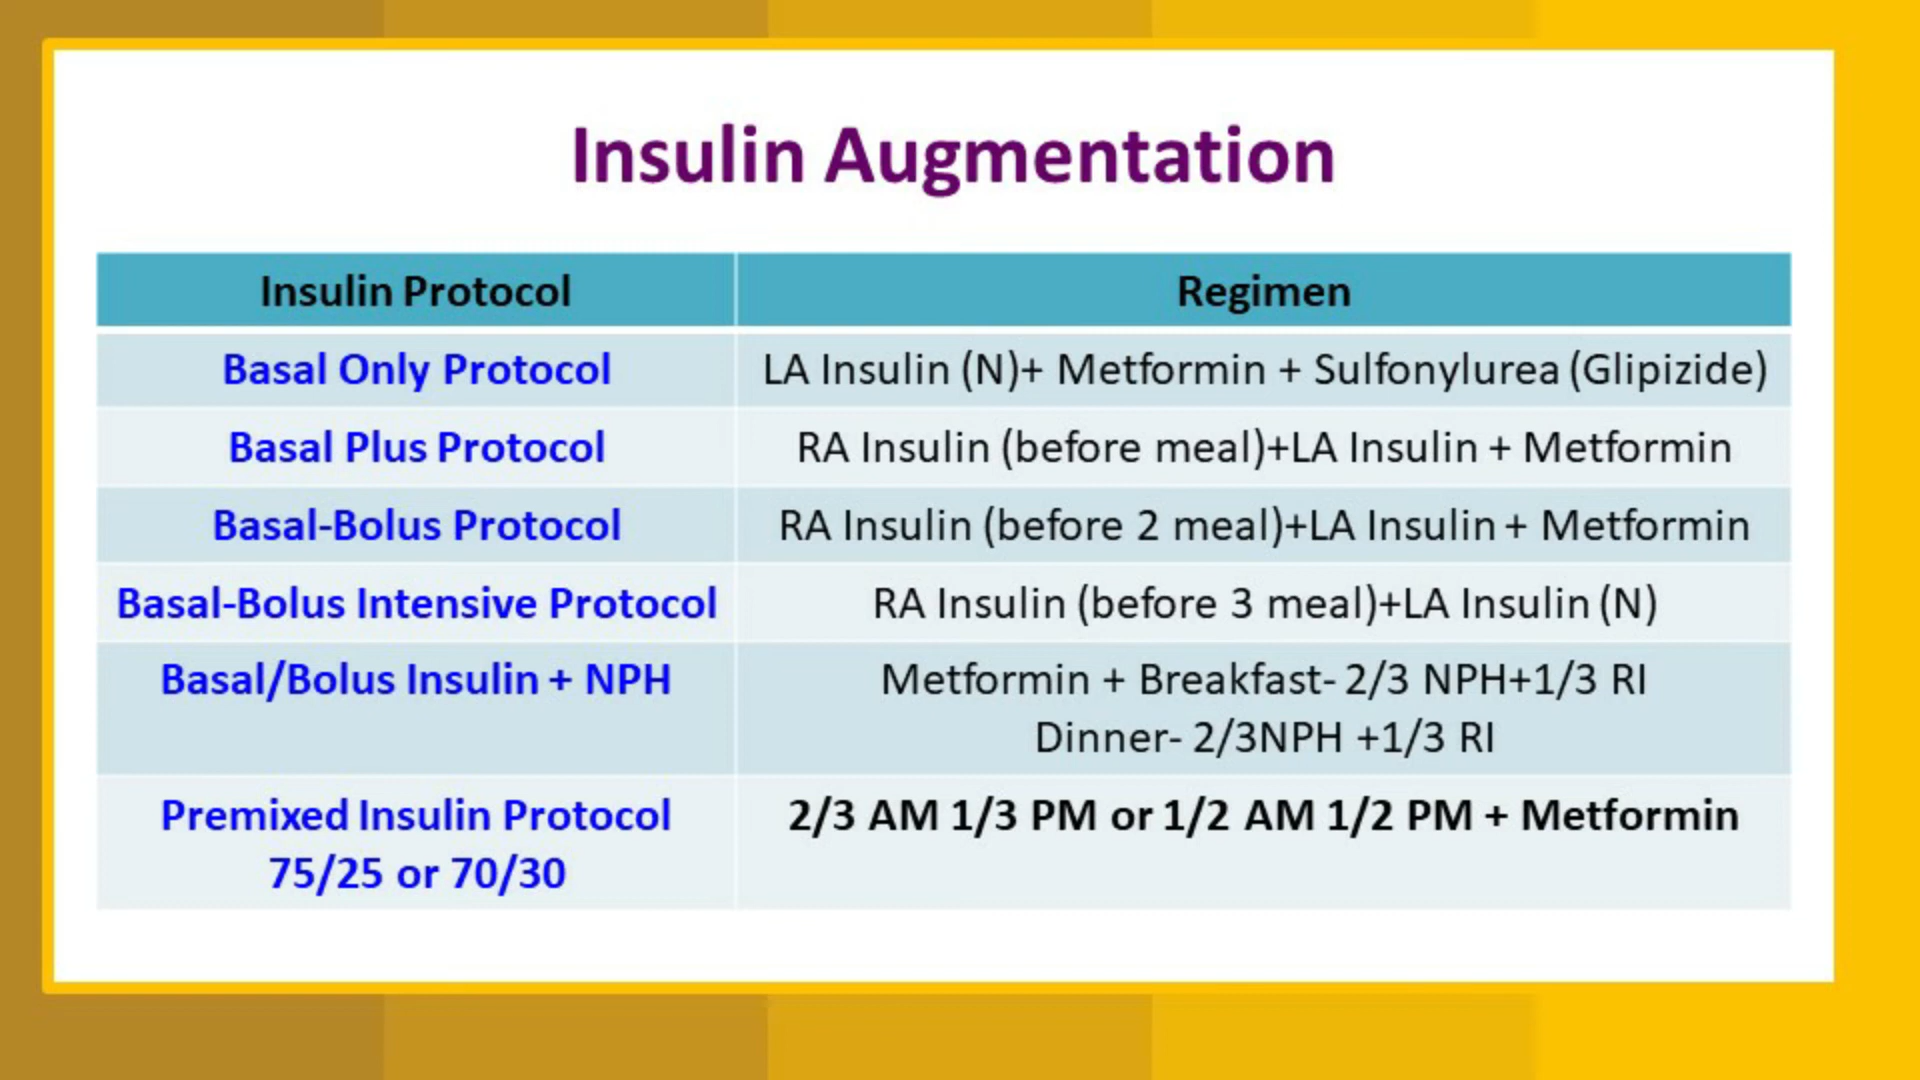 Insulin Augmentation
Insulin Protocol
Regimen
Basal Only Protocol
LA Insulin (N)+ Metformin + Sulfonylurea (Glipizide)
Basal Plus Protocol
RA Insulin (before meal)+LA Insulin + Metformin
Basal-Bolus Protocol
RA Insulin (before 2 meal)+LA Insulin + Metformin
Basal-Bolus Intensive Protocol
RA Insulin (before 3 meal)+LA Insulin (N)
Basal/Bolus Insulin + NPH
Metformin + Breakfast- 2/3 NPH+1/3 RI
Dinner- 2/3NPH +1/3 RI
Premixed Insulin Protocol
75/25 or 70/30
2/3 AM 1/3 PM or 1/2 AM 1/2 PM + Metformin